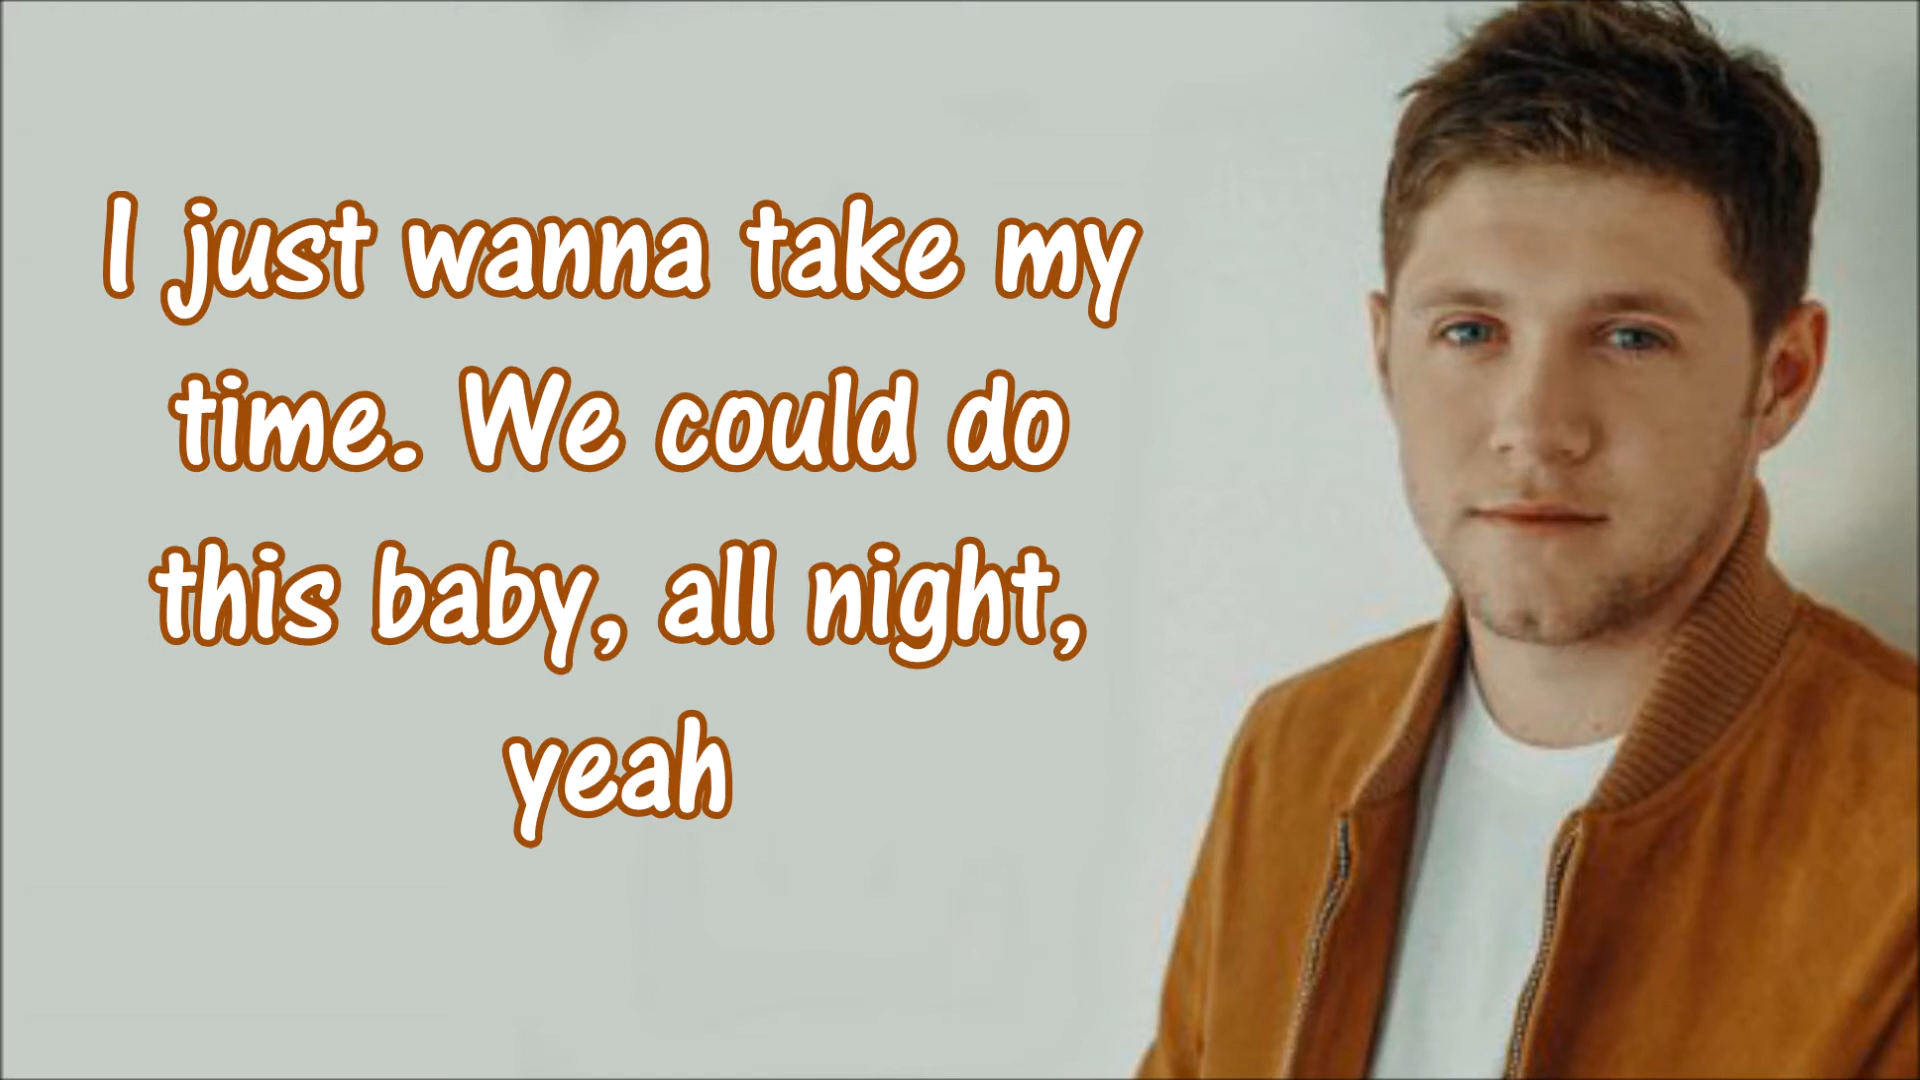 I just wanna take my
time. We could do
this baby, all night,
yeah